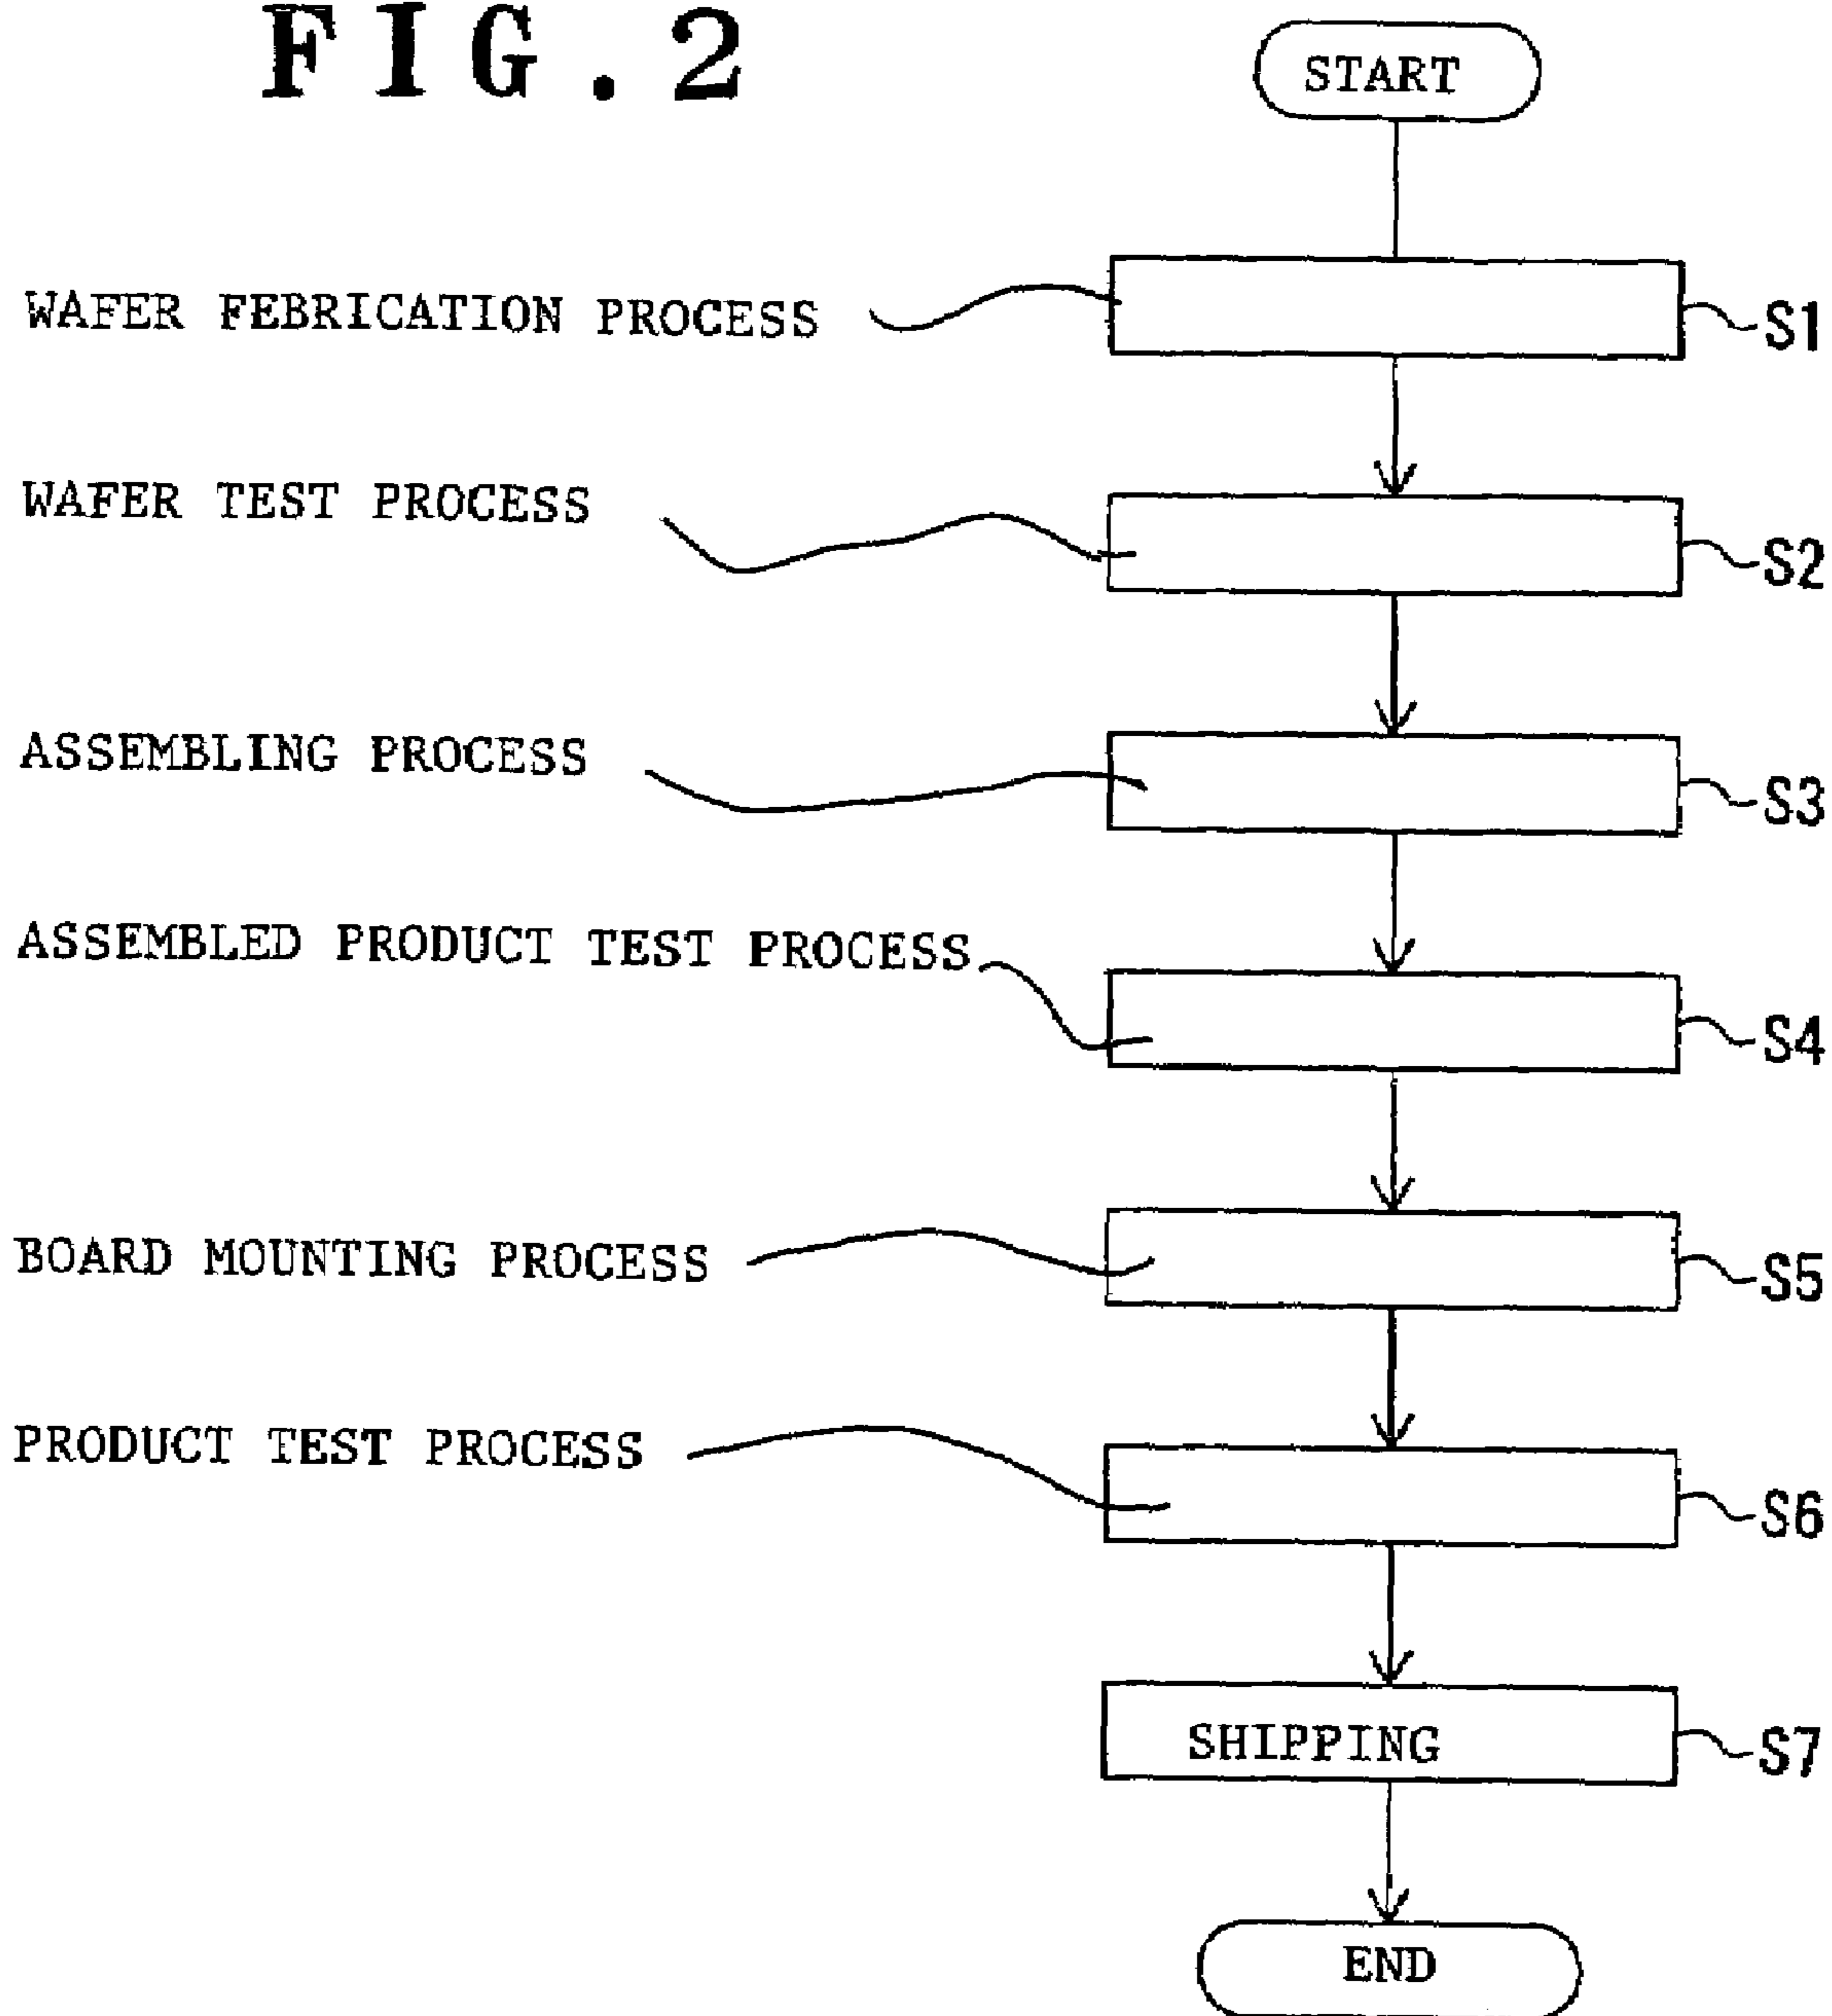 FIG.2
START
WAFER FEBRICATION PROCESS
S1
WAFER TEST PROCESS
S2
ASSEMBLING PROCESS
S3
ASSEMBLED PRODUCT TEST PROCESS
S4
BOARD MOUNTING PROCESS
S5
PRODUCT TEST PROCESS
S6
SHIPPING
S7
END